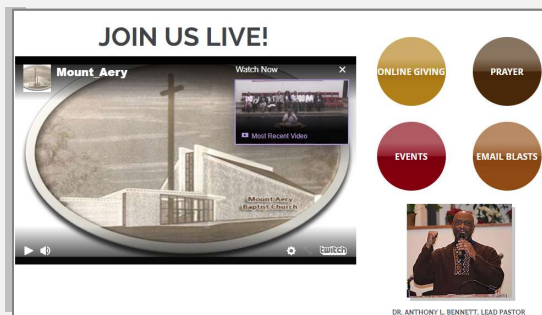 JOIN US LIVE!
Mount_Aery
Watch Now
Most Recent Video
Mount Aery
Baptist Church
twitch
ONLINE GIVING
PRAYER
EVENTS
EMAIL BLASTS
DR. ANTHONY L. BENNETT, LEAD PASTOR